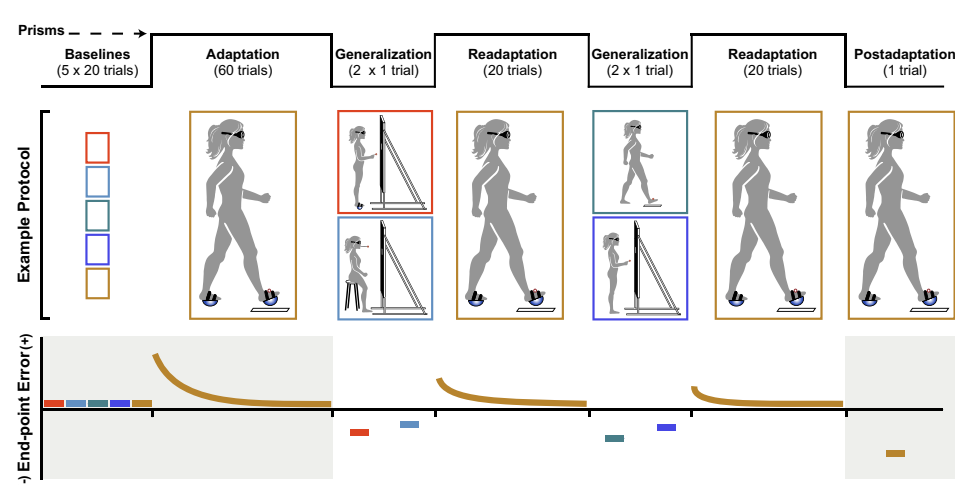 Prisms
Baselines
(5 x 20 trials)
Adaptation
(60 trials)
Generalization
(2 x 1 trial)
Readaptation
(20 trials)
Generalization
(2 x 1 trial)
Readaptation
(20 trials)
Postadaptation
(1 trial)
Example Protocol
-) End-point Error(+)